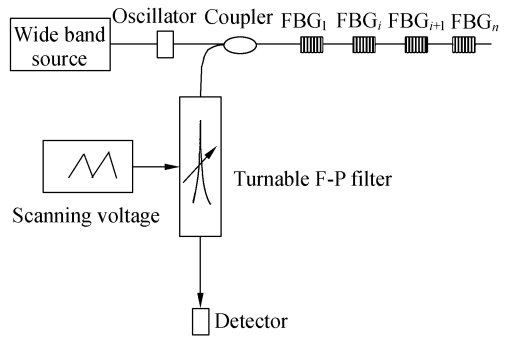 Wide band
source
Oscillator
Coupler
FBG1
FBGi
FBGi+1
FBGn
Turnable F-P filter
Scanning voltage
Detector